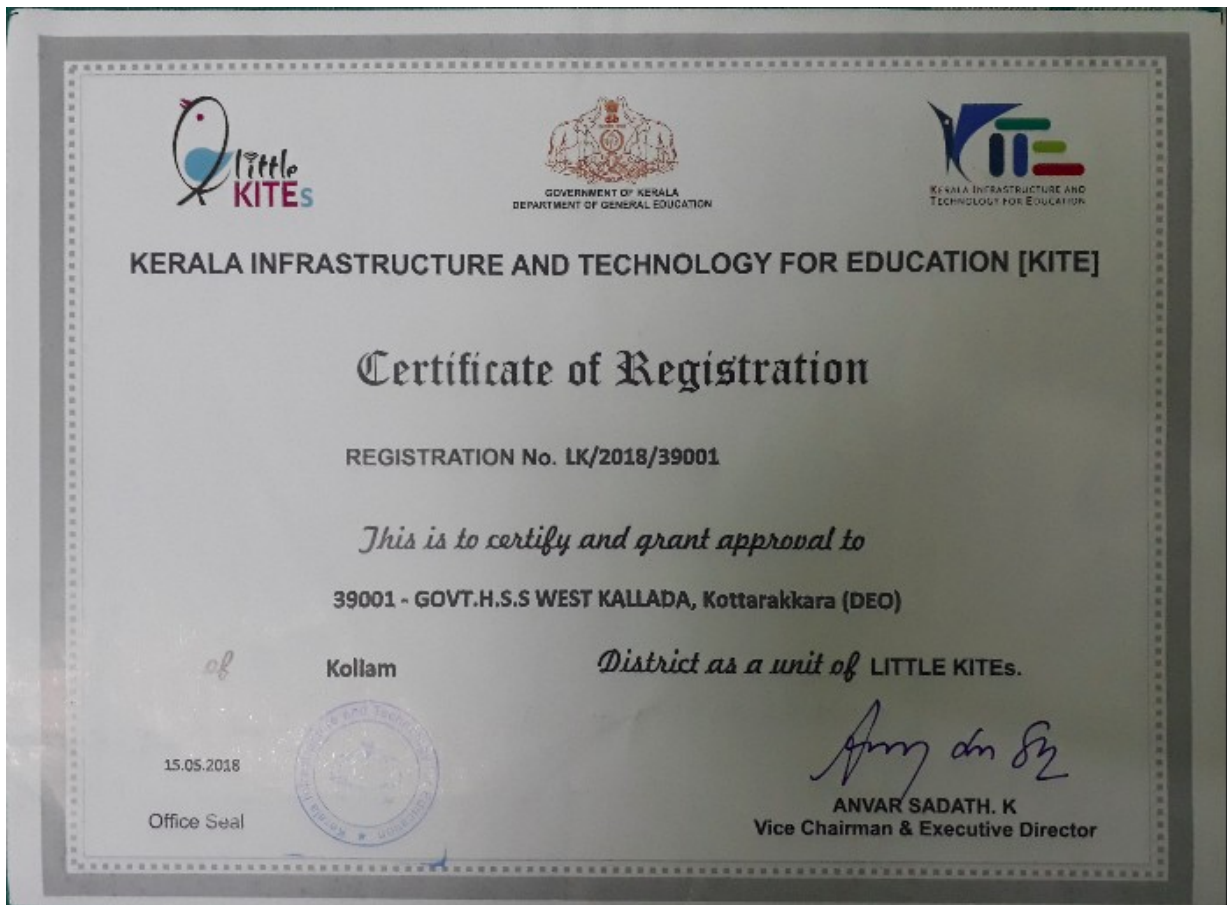 little
KITEs
GOVERNMENT OF KERALA
DEPARTMENT OF GENERAL EDUCATION
KITE
KERALA INFRASTRUCTURE AND
TECHNOLOGY FOR EDUCATION
KERALA INFRASTRUCTURE AND TECHNOLOGY FOR EDUCATION [KITE]
Certificate of Registration
REGISTRATION No. LK/2018/39001
This is to certify and grant approval to
39001 - GOVT.H.S.S WEST KALLADA, Kottarakkara (DEO)
of Kollam District as a unit of LITTLE KITEs.
15.05.2018
Office Seal
ANVAR SADATH. K
Vice Chairman & Executive Director